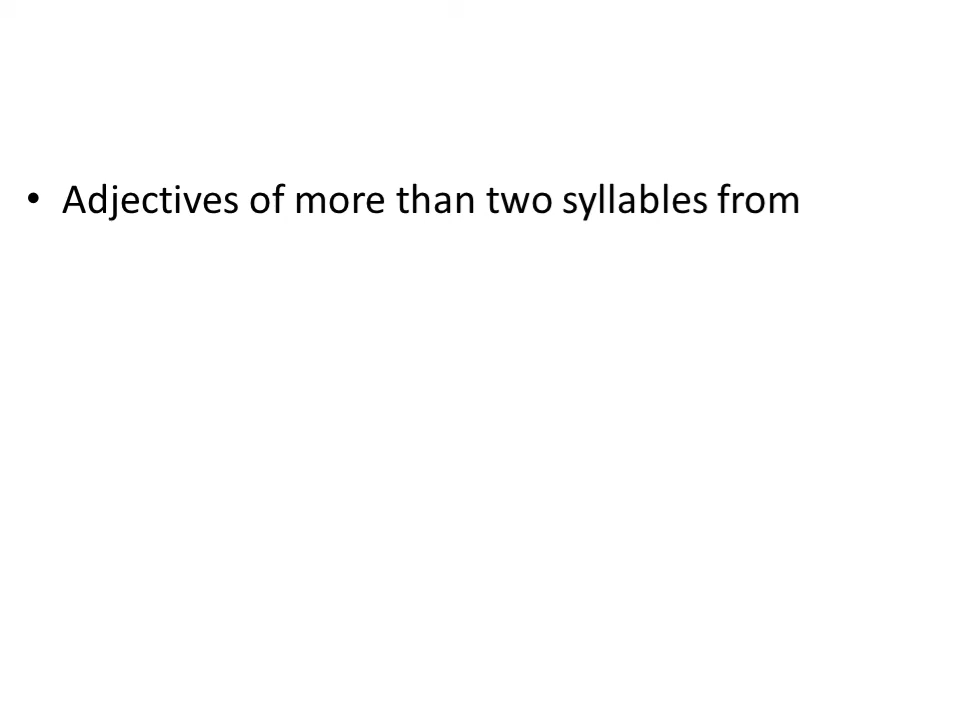 • Adjectives of more than two syllables from